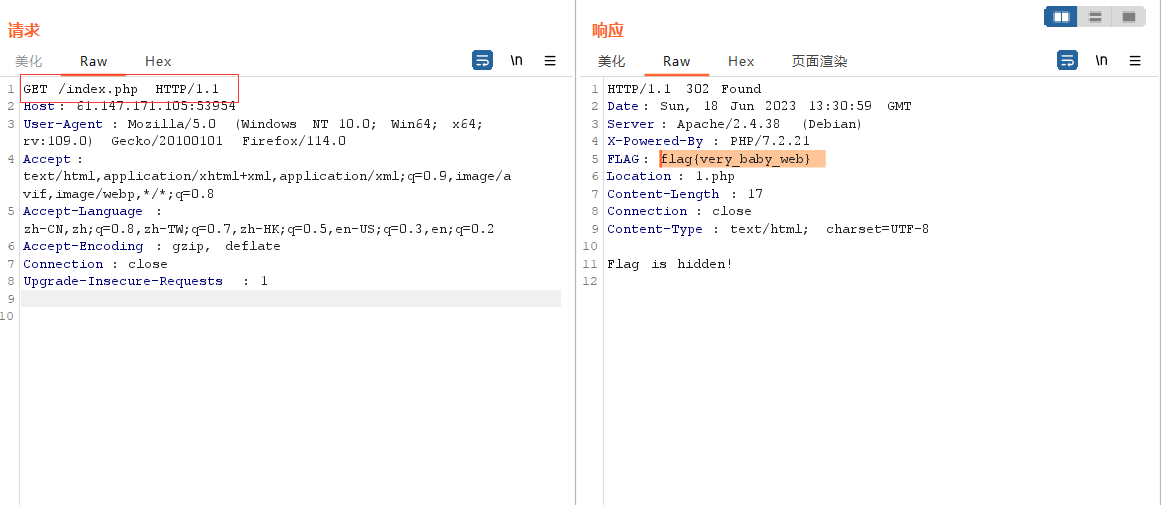 请求
美化 Raw Hex \n
1 GET /index.php HTTP/1.1
2 Host: 61.147.171.105:53954
3 User-Agent: Mozilla/5.0 (Windows NT 10.0; Win64; x64;
rv:109.0) Gecko/20100101 Firefox/114.0
4 Accept:
text/html,application/xhtml+xml,application/xml;q=0.9,image/a
vif,image/webp,*/*;q=0.8
5 Accept-Language :
zh-CN,zh;q=0.8,zh-TW;q=0.7,zh-HK;q=0.5,en-US;q=0.3,en;q=0.2
6 Accept-Encoding : gzip, deflate
7 Connection : close
8 Upgrade-Insecure-Requests : 1
9
10
响应
美化 Raw Hex 页面渲染 \n
1 HTTP/1.1 302 Found
2 Date: Sun, 18 Jun 2023 13:30:59 GMT
3 Server: Apache/2.4.38 (Debian)
4 X-Powered-By : PHP/7.2.21
5 FLAG: flag{very_baby_web}
6 Location : 1.php
7 Content-Length : 17
8 Connection : close
9 Content-Type : text/html; charset=UTF-8
10
11 Flag is hidden!
12